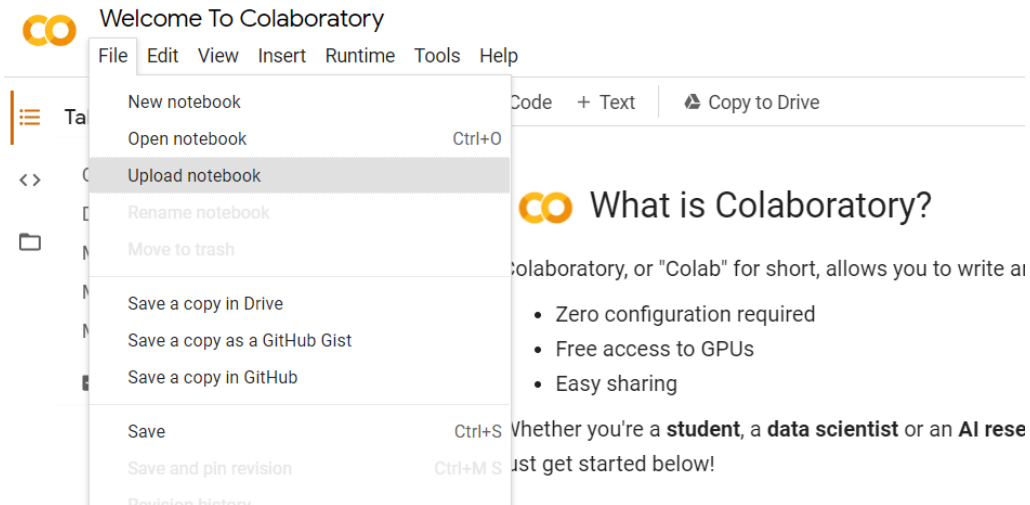 Welcome To Colaboratory
File Edit View Insert Runtime Tools Help
New notebook
Open notebook Ctrl+O
Upload notebook
Rename notebook
Move to trash
Save a copy in Drive
Save a copy as a GitHub Gist
Save a copy in GitHub
Save Ctrl+S
Save and pin revision Ctrl+M S
Revision history
Code + Text Copy to Drive
What is Colaboratory?
olaboratory, or "Colab" for short, allows you to write
• Zero configuration required
• Free access to GPUs
• Easy sharing
Whether you're a student, a data scientist or an AI rese
ust get started below!